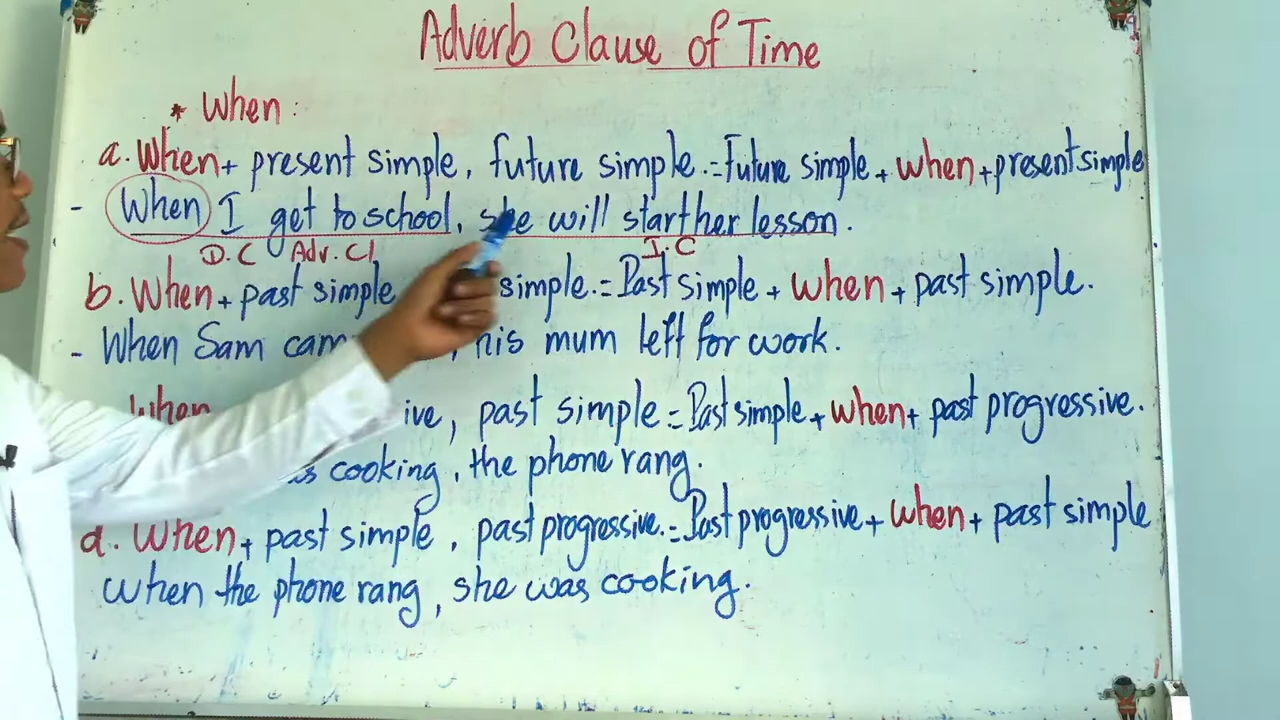 Adverb Clause of Time
* When:
a. When + present simple, future simple. = Future simple + when + present simple
- When I get to school, she will start her lesson.
D.C Adv. Cl I.C
b. When + past simple simple. = Past simple + when + past simple.
- When Sam his mum left for work.
When ive, past simple = Past simple + when + past progressive.
cooking, the phone rang.
d. When + past simple, past progressive. = Past progressive + when + past simple
When the phone rang, she was cooking.